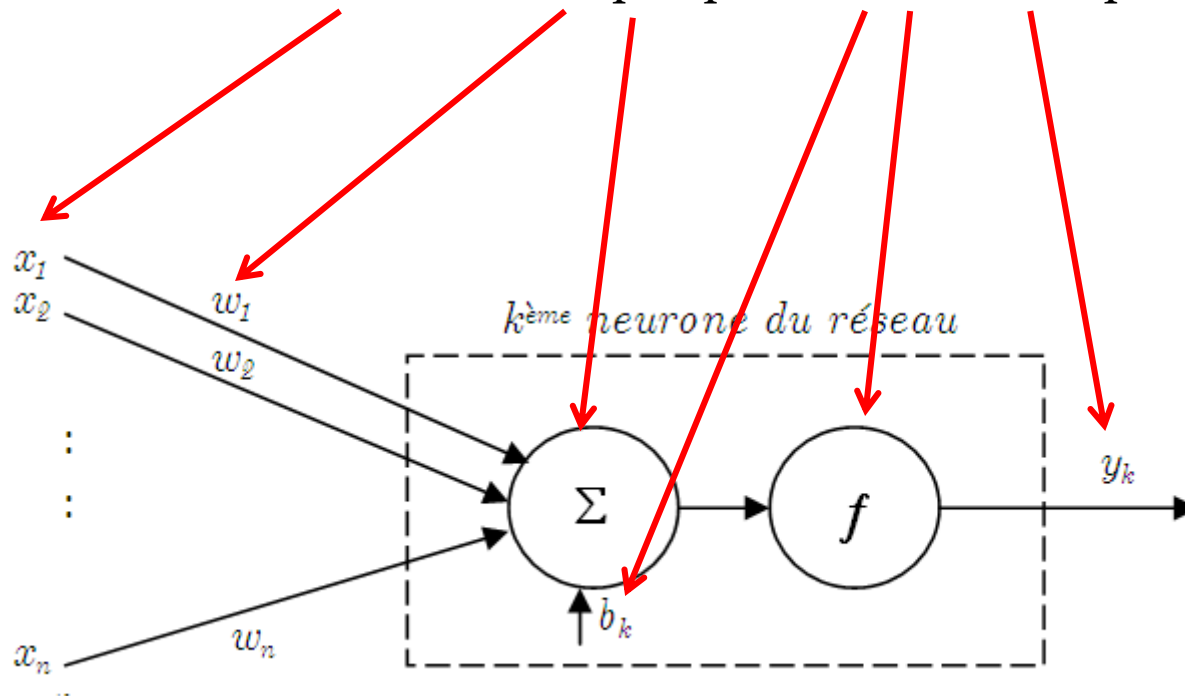 x₁
x₂
w₁
kème neurone du réseau
w₂
:
:
yₖ
Σ
f
bₖ
wₙ
xₙ